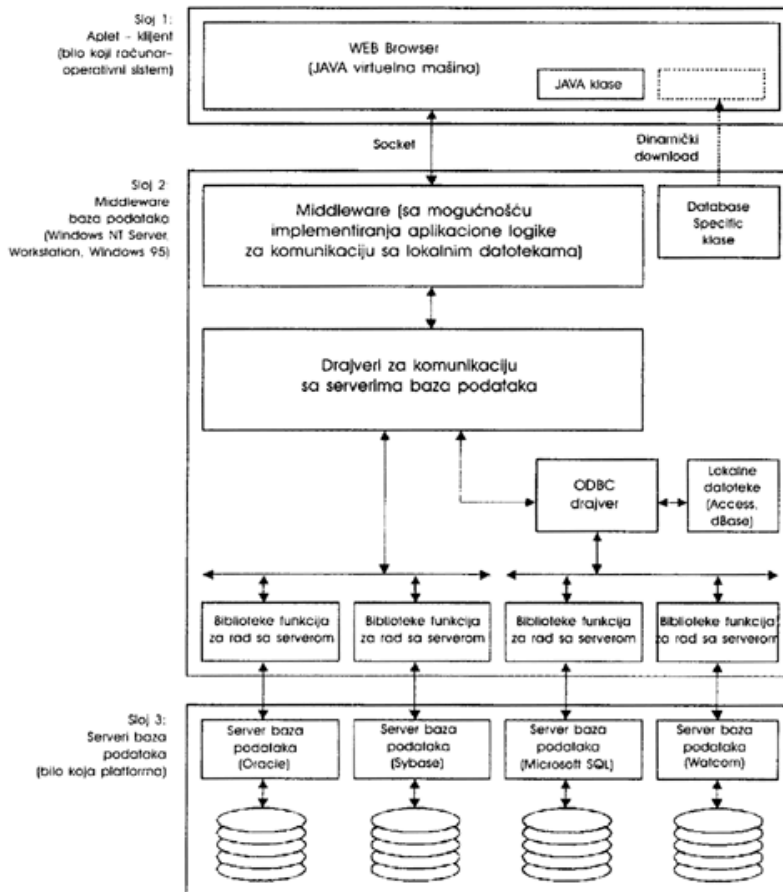 Sloj 1:
Aplet - klijent
(bilo koji računar-
operativni sistem)
WEB Browser
(JAVA virtuelna mašina)
JAVA klase
Socket
Dinamički
download
Sloj 2:
Middleware
baza podataka
(Windows NT Server,
Workstation, Windows 95)
Middleware (sa mogućnošću
implementiranja aplikacione logike
za komunikaciju sa lokalnim datotekama)
Database
Specific
klase
Drajveri za komunikaciju
sa serverima baza podataka
ODBC
drajver
Lokalne
datoteke
(Access,
dBase)
Biblioteke funkcija
za rad sa serverom
Biblioteke funkcija
za rad sa serverom
Biblioteke funkcija
za rad sa serverom
Biblioteke funkcija
za rad sa serverom
Sloj 3:
Serveri baza
podataka
(bilo koja platforma)
Server baza
podataka
(Oracle)
Server baza
podataka
(Sybase)
Server baza
podataka
(Microsoft SQL)
Server baza
podataka
(Watcom)